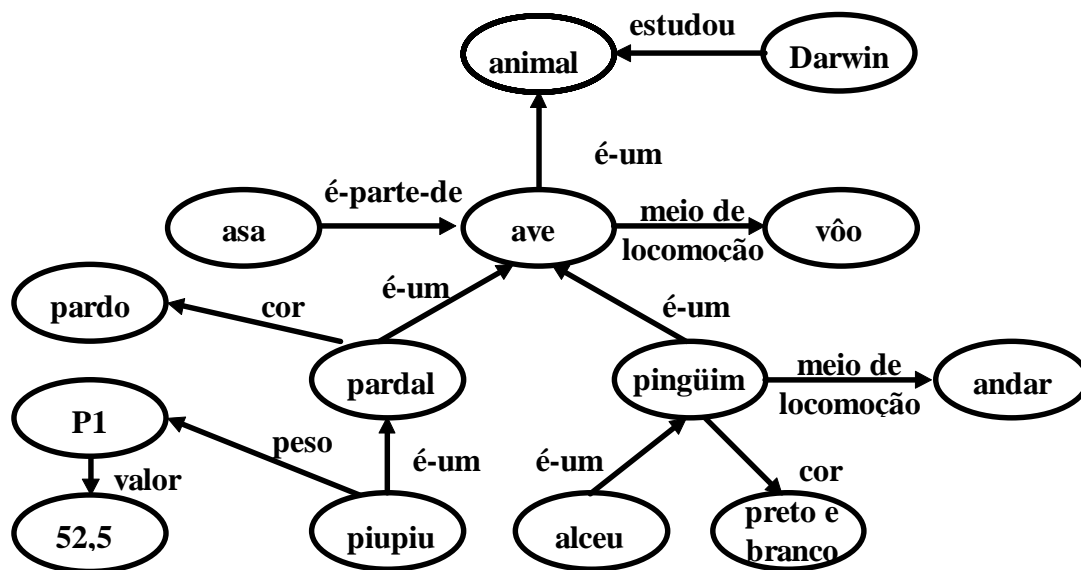 estudou
animal
Darwin
é-um
é-parte-de
asa
ave
meio de
locomoção
vôo
pardo
cor
é-um
é-um
pardal
pingüim
meio de
locomoção
andar
P1
peso
é-um
é-um
cor
valor
52,5
piupiu
alceu
preto e
branco